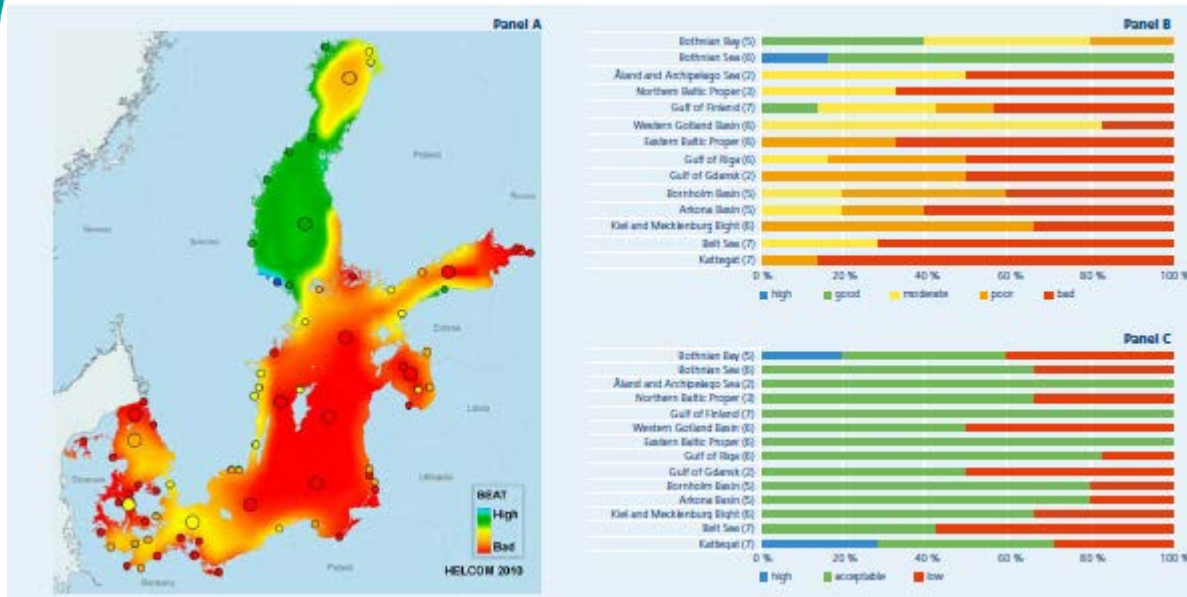 Panel A
Finland
Russia
Norway
Sweden
Estonia
Latvia
Lithuania
Denmark
Poland
Germany
BEAT
High
Bad
HELCOM 2010
Panel B
Bothnian Bay (5)
Bothnian Sea (6)
Åland and Archipelago Sea (2)
Northern Baltic Proper (3)
Gulf of Finland (7)
Western Gotland Basin (6)
Eastern Baltic Proper (6)
Gulf of Riga (6)
Gulf of Gdansk (2)
Bornholm Basin (5)
Arkona Basin (5)
Kiel and Mecklenburg Bight (6)
Belt Sea (7)
Kattegat (7)
0 % 20 % 40 % 60 % 80 % 100 %
high good moderate poor bad
Panel C
Bothnian Bay (5)
Bothnian Sea (6)
Åland and Archipelago Sea (2)
Northern Baltic Proper (3)
Gulf of Finland (7)
Western Gotland Basin (6)
Eastern Baltic Proper (6)
Gulf of Riga (6)
Gulf of Gdansk (2)
Bornholm Basin (5)
Arkona Basin (5)
Kiel and Mecklenburg Bight (6)
Belt Sea (7)
Kattegat (7)
0 % 20 % 40 % 60 % 80 % 100 %
high acceptable low